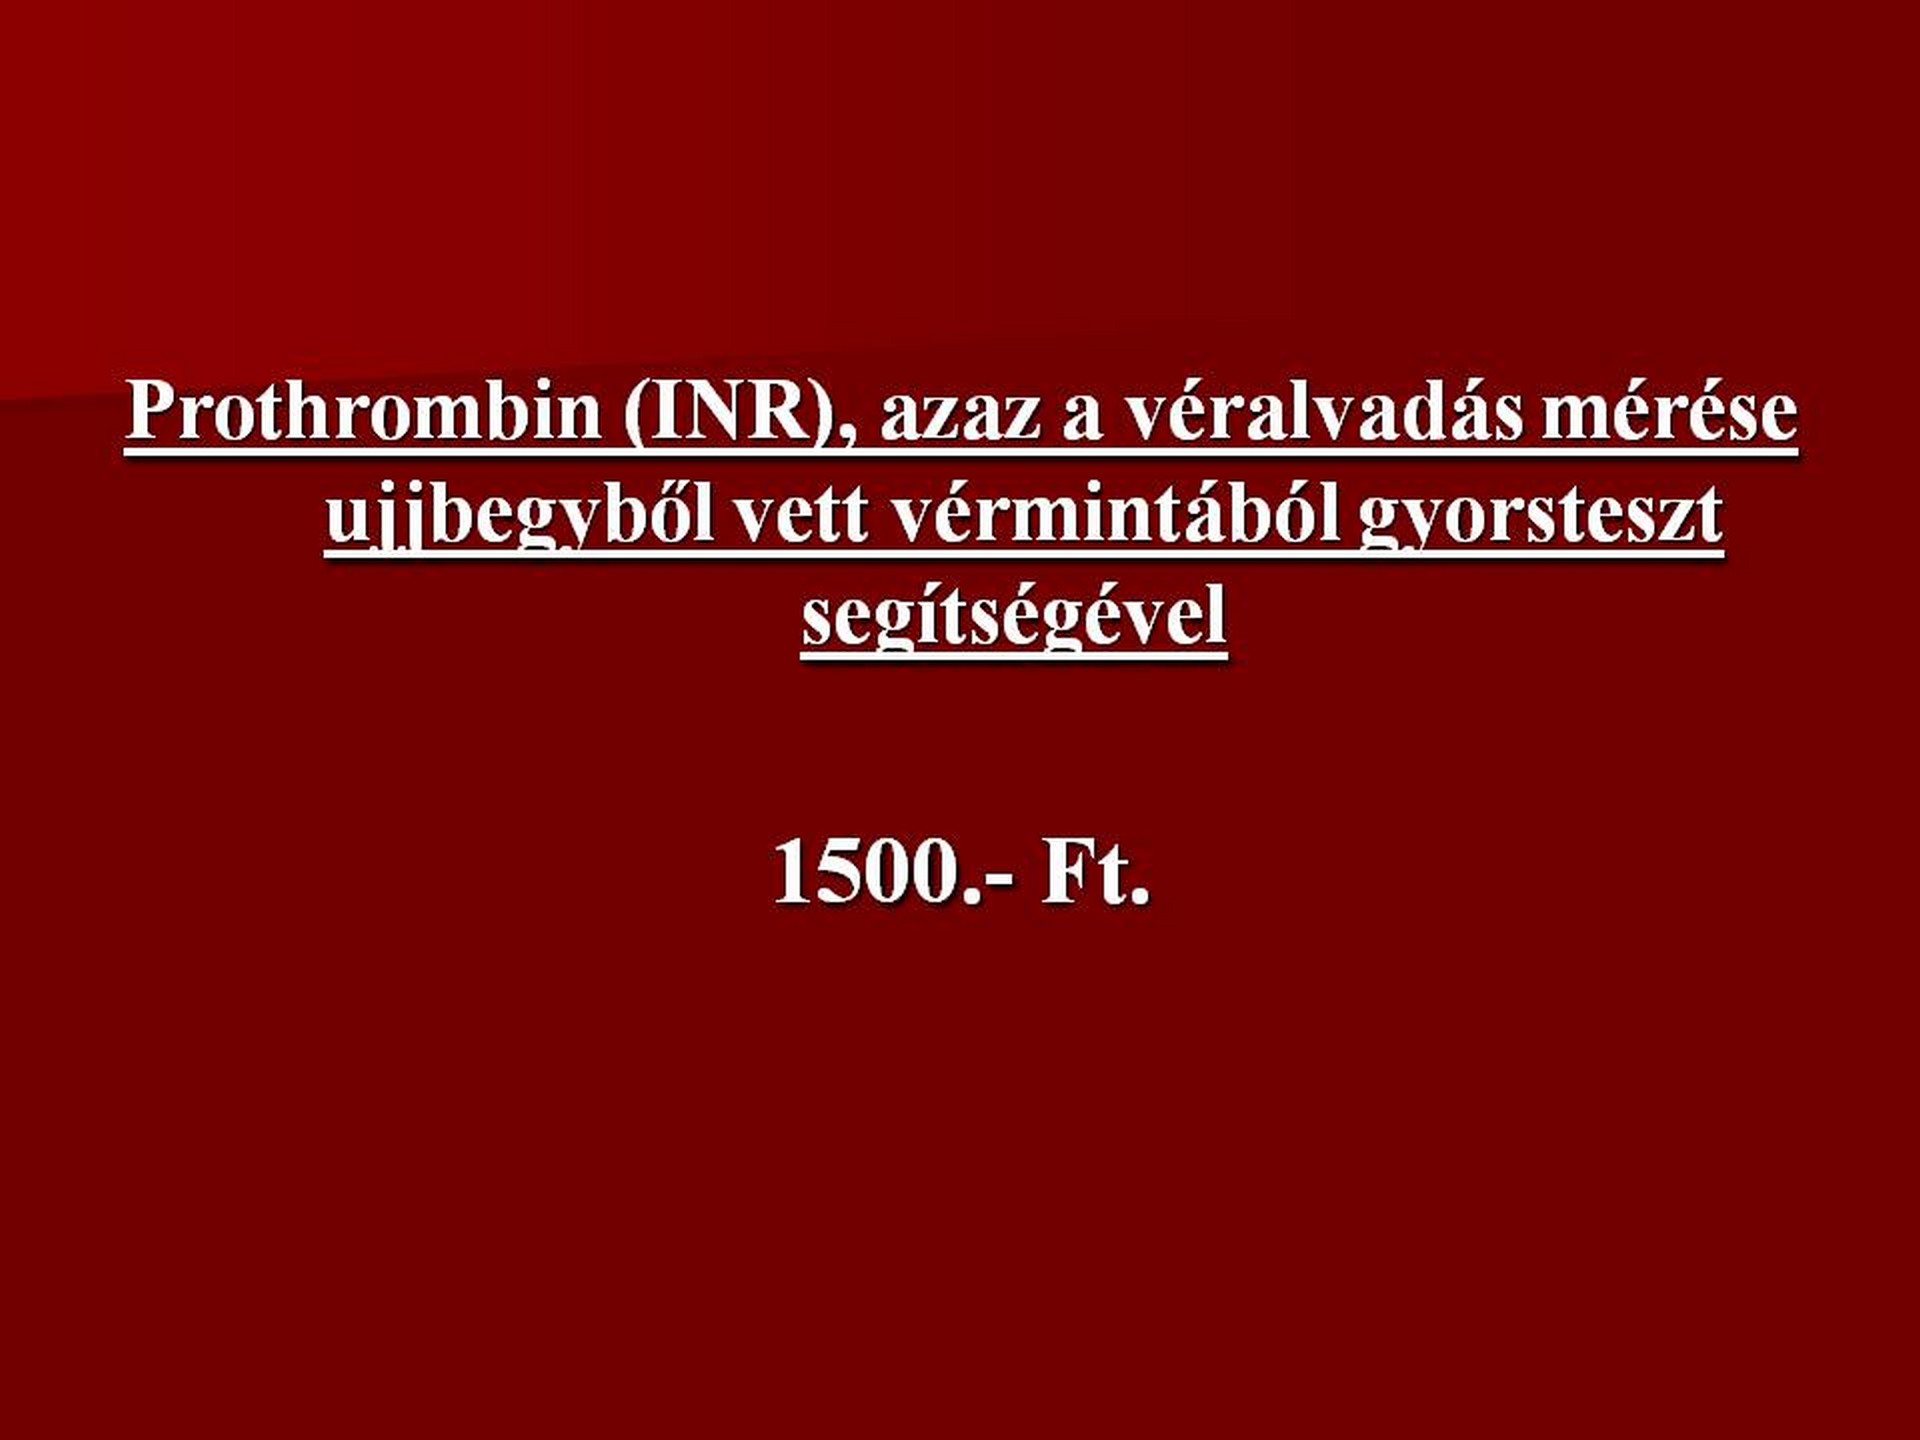 Prothrombin (INR), azaz a véralvadás mérése
ujjbegyből vett vérmintából gyorsteszt
segítségével
1500.- Ft.